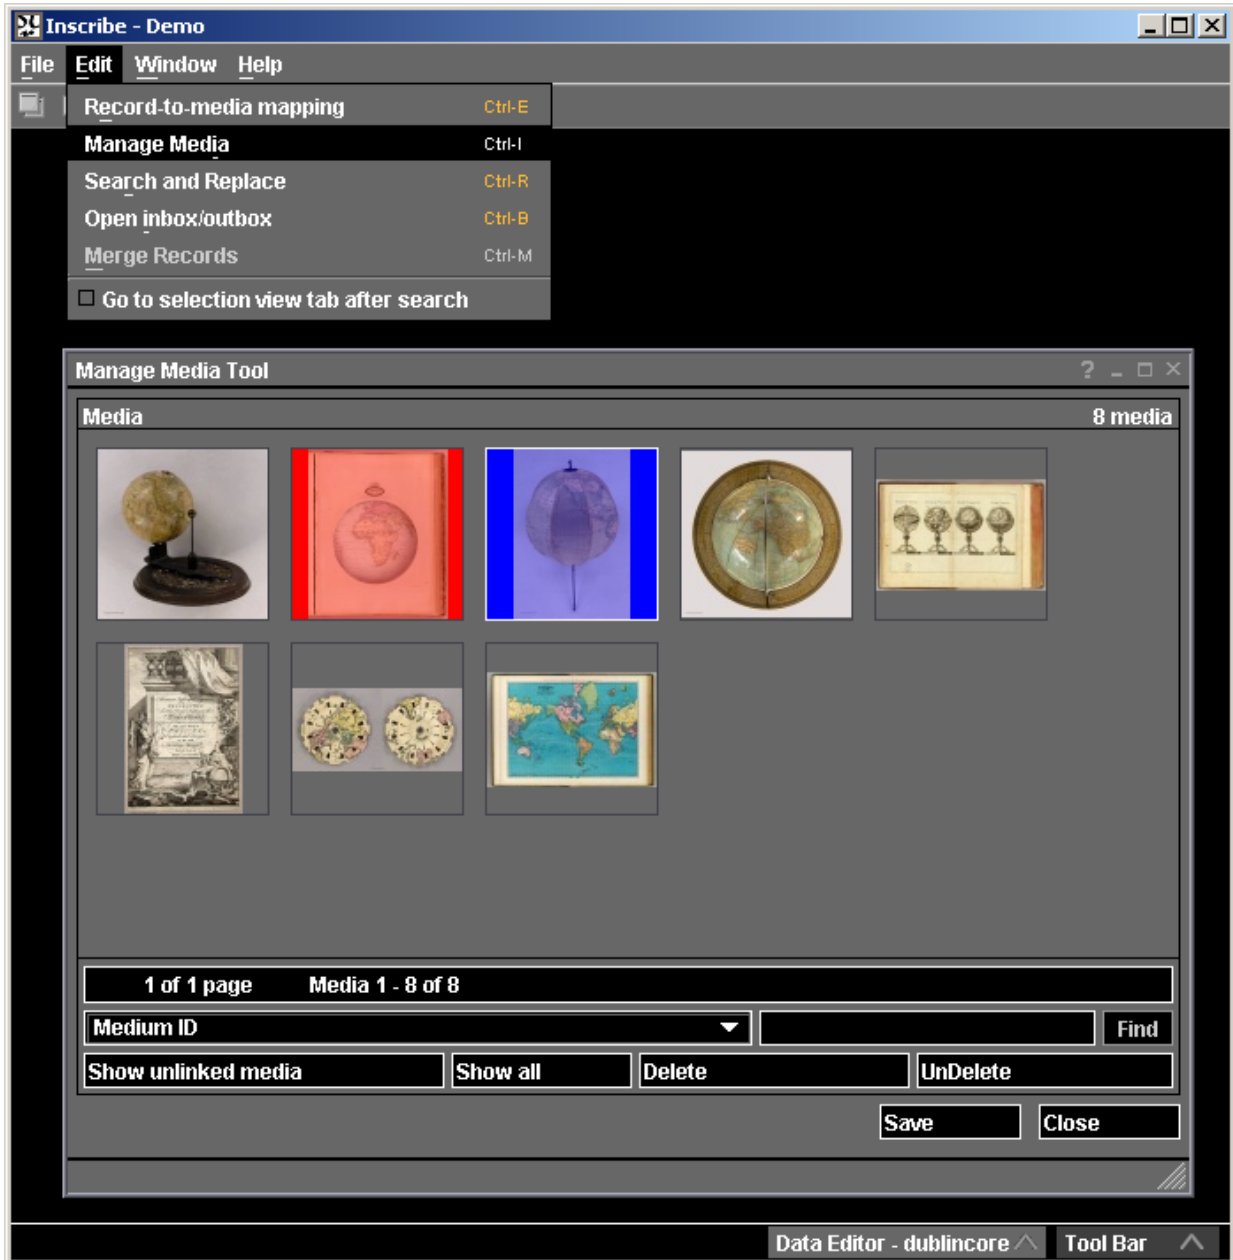 Inscribe - Demo
File Edit Window Help
Record-to-media mapping Ctrl-E
Manage Media Ctrl-I
Search and Replace Ctrl-R
Open inbox/outbox Ctrl-B
Merge Records Ctrl-M
Go to selection view tab after search
Manage Media Tool
Media 8 media
1 of 1 page Media 1 - 8 of 8
Medium ID Find
Show unlinked media Show all Delete UnDelete
Save Close
Data Editor - dublincore Tool Bar